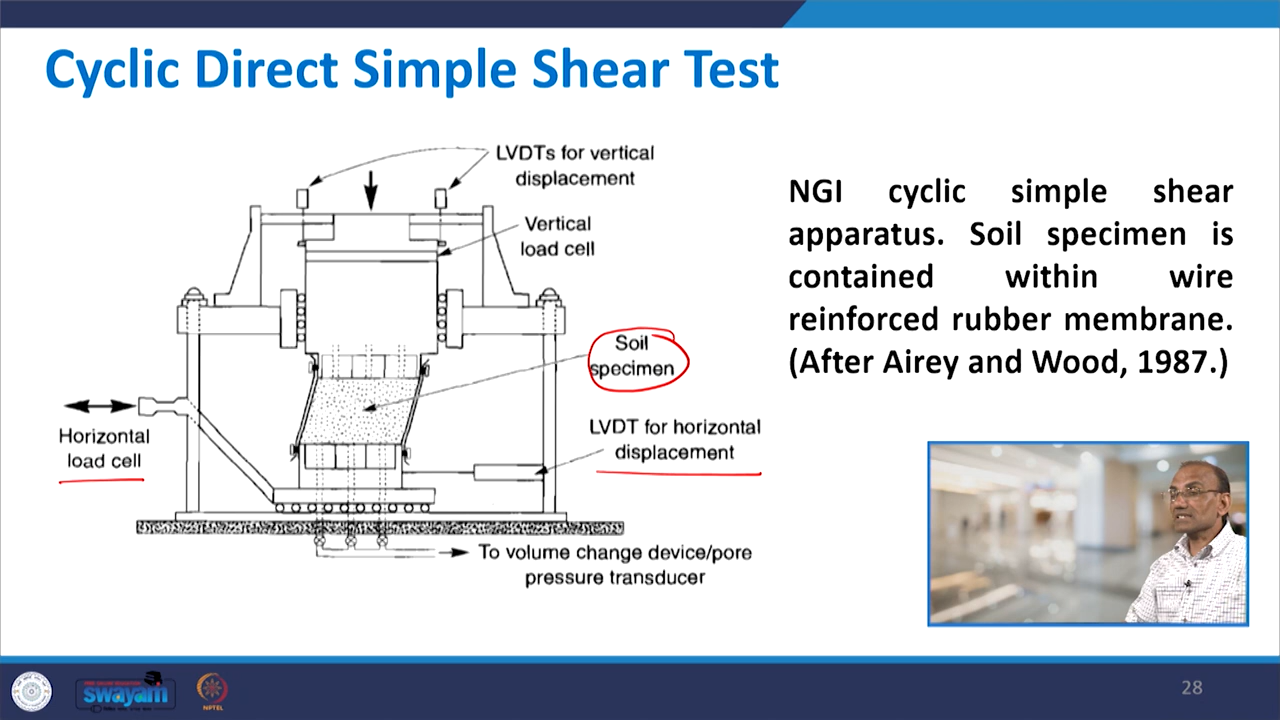 Cyclic Direct Simple Shear Test
LVDTs for vertical
displacement
Vertical
load cell
Soil
specimen
LVDT for horizontal
displacement
Horizontal
load cell
To volume change device/pore
pressure transducer
NGI cyclic simple shear
apparatus. Soil specimen is
contained within wire
reinforced rubber membrane.
(After Airey and Wood, 1987.)
swayam
NPTEL
28